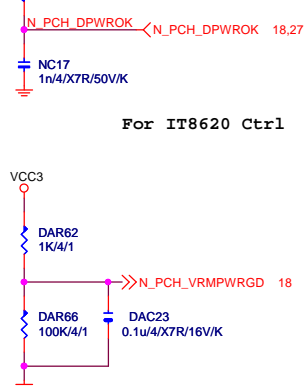 N_PCH_DPWROK
N_PCH_DPWROK 18,27
NC17
1n/4/X7R/50V/K
For IT8620 Ctrl
VCC3
DAR62
1K/4/1
N_PCH_VRMPWRGD 18
DAR66
100K/4/1
DAC23
0.1u/4/X7R/16V/K